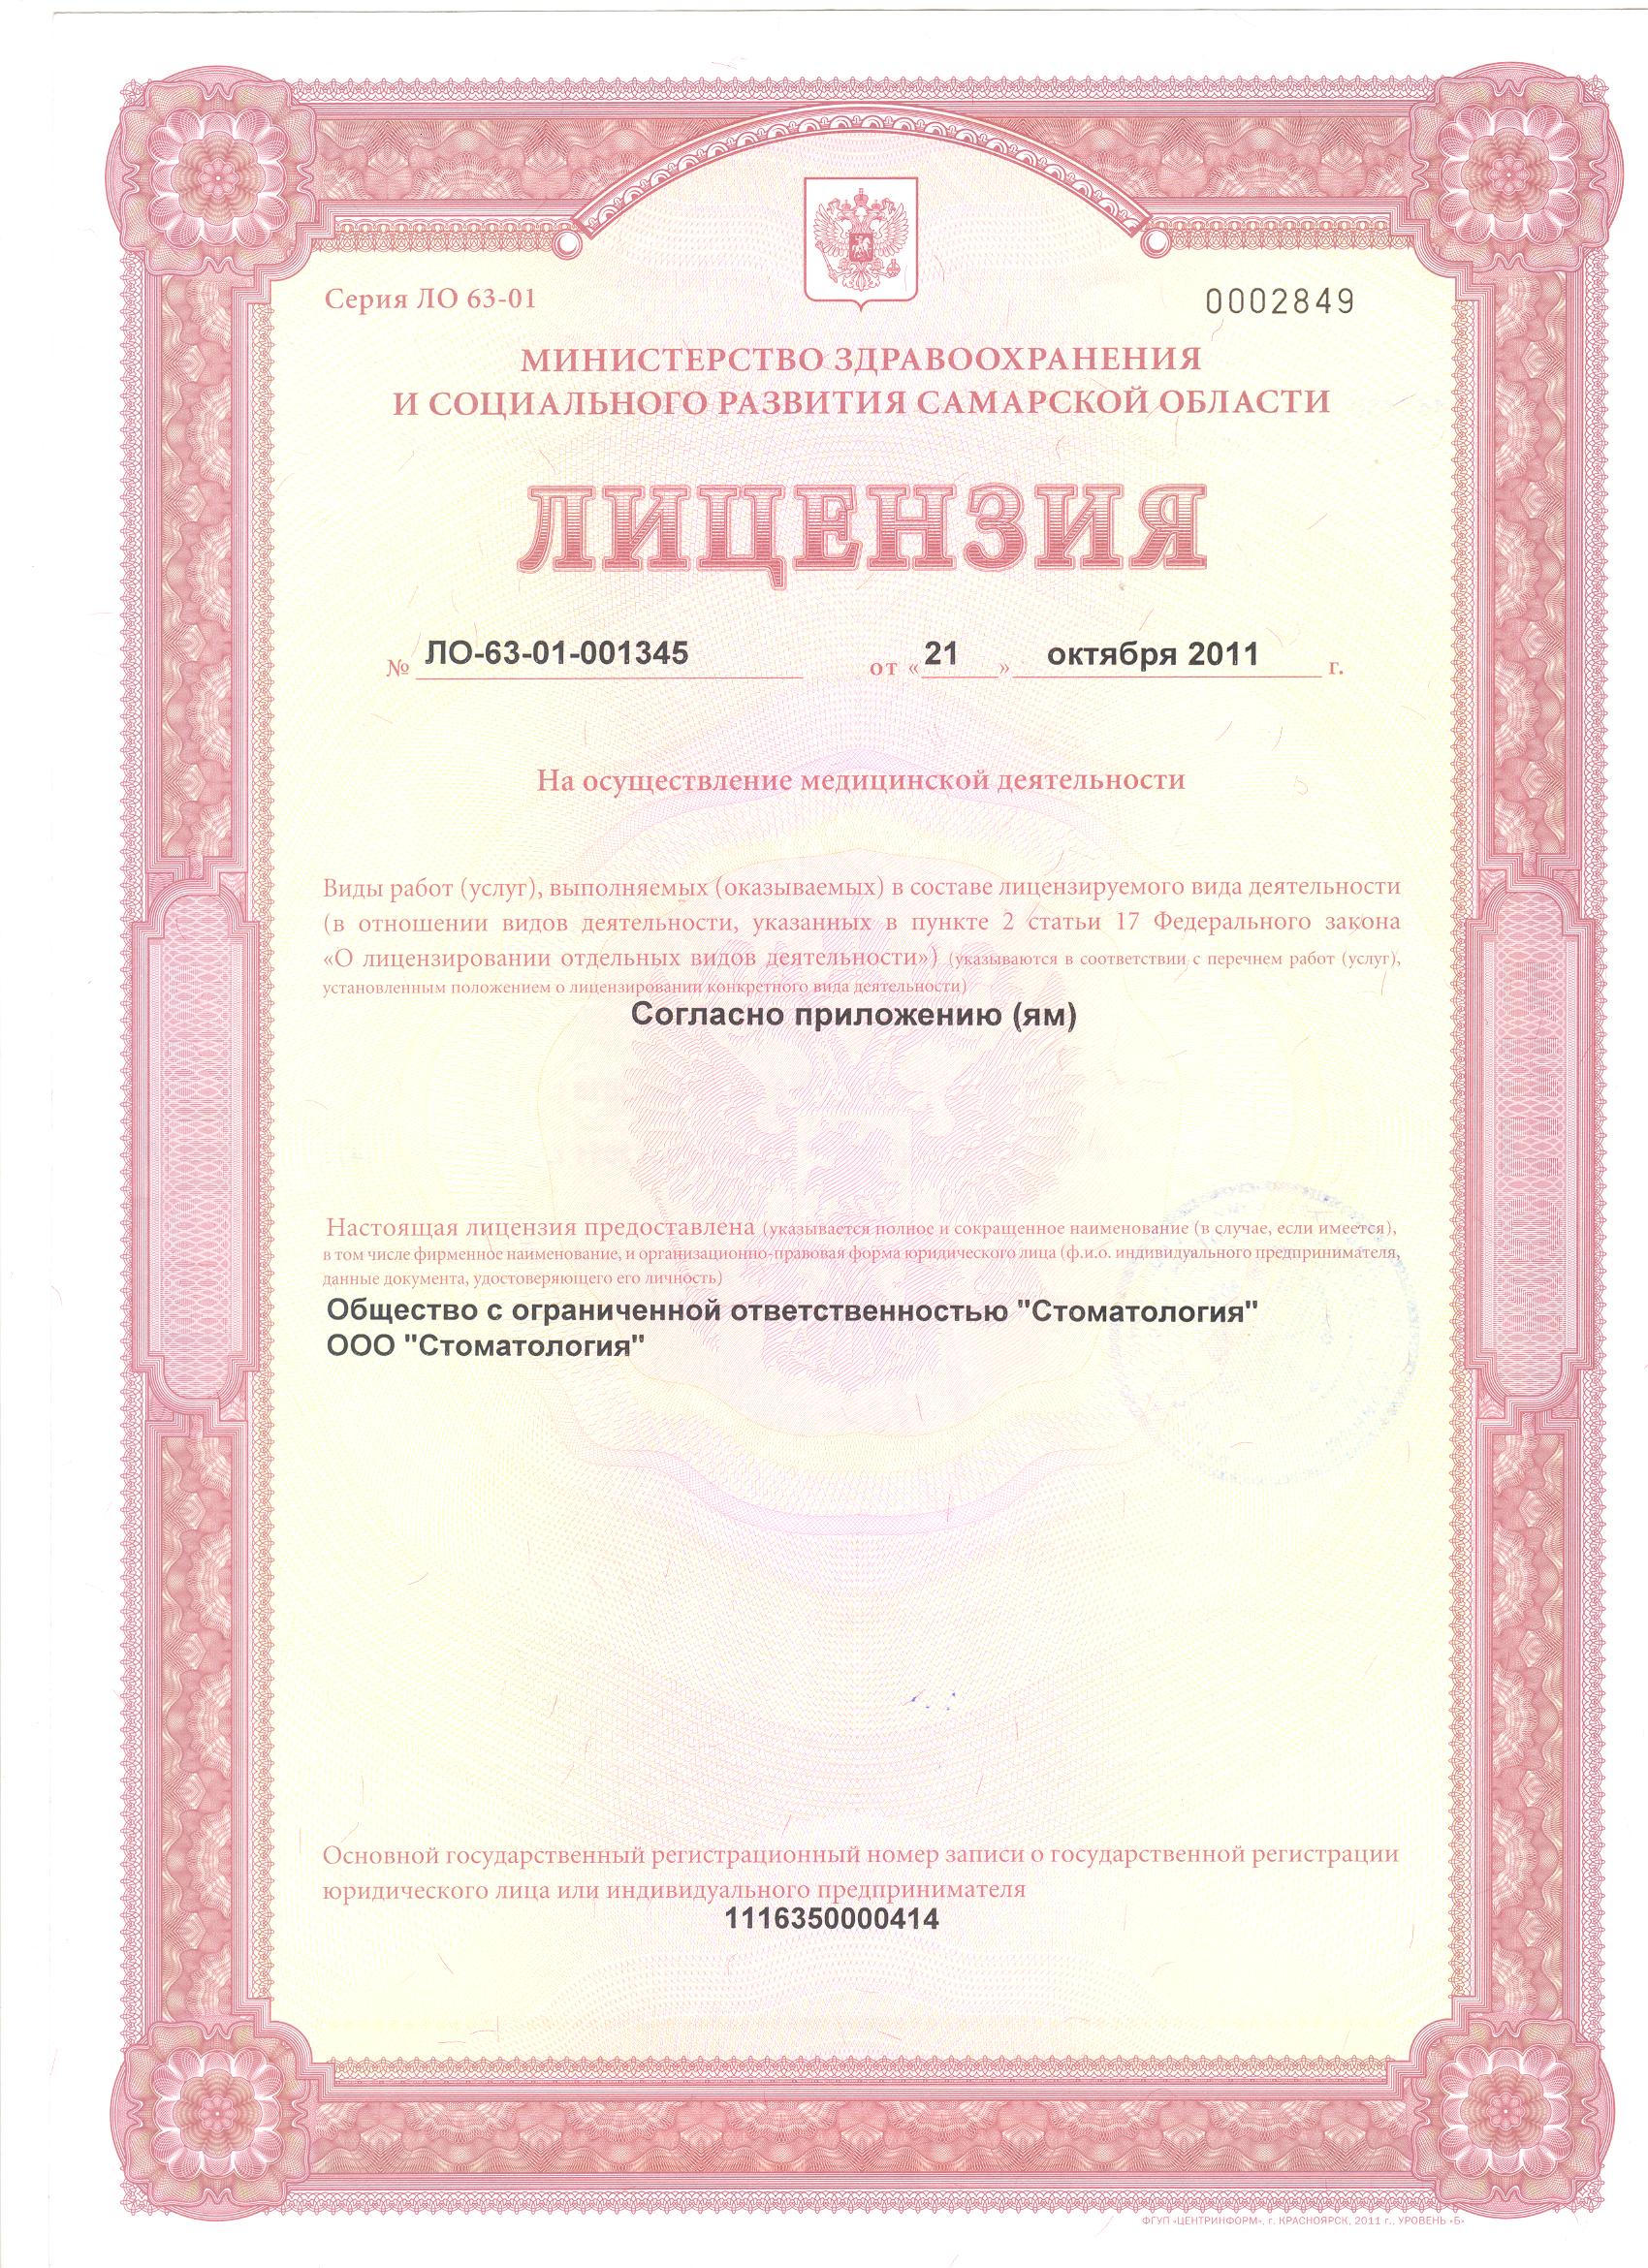 Серия ЛО 63-01
0002849
МИНИСТЕРСТВО ЗДРАВООХРАНЕНИЯ
И СОЦИАЛЬНОГО РАЗВИТИЯ САМАРСКОЙ ОБЛАСТИ
ЛИЦЕНЗИЯ
№ ЛО-63-01-001345 от « 21 » октября 2011 г.
На осуществление медицинской деятельности
Виды работ (услуг), выполняемых (оказываемых) в составе лицензируемого вида деятельности
(в отношении видов деятельности, указанных в пункте 2 статьи 17 Федерального закона
«О лицензировании отдельных видов деятельности») (указываются в соответствии с перечнем работ (услуг),
установленным положением о лицензировании конкретного вида деятельности)
Согласно приложению (ям)
Настоящая лицензия предоставлена (указывается полное и сокращенное наименование (в случае, если имеется),
в том числе фирменное наименование, и организационно-правовая форма юридического лица (ф.и.о. индивидуального предпринимателя,
данные документа, удостоверяющего его личность)
Общество с ограниченной ответственностью "Стоматология"
ООО "Стоматология"
Основной государственный регистрационный номер записи о государственной регистрации
юридического лица или индивидуального предпринимателя
1116350000414
ФГУП «ЦЕНТРИНФОРМ», г. КРАСНОЯРСК, 2011 г., УРОВЕНЬ «Б»